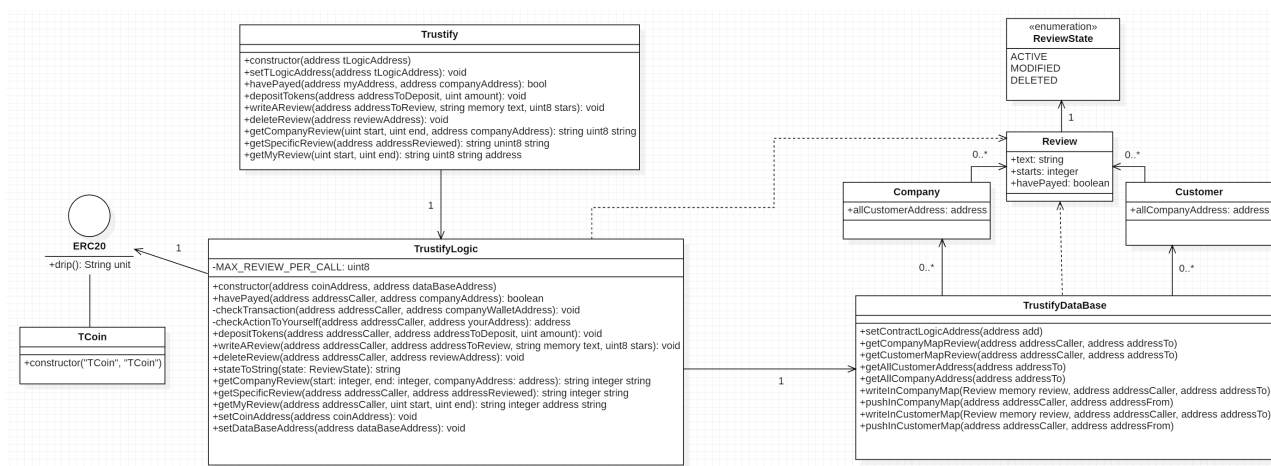 Trustify
+constructor(address tLogicAddress)
+setTLogicAddress(address tLogicAddress): void
+havePayed(address myAddress, address companyAddress): bool
+depositTokens(address addressToDeposit, uint amount): void
+writeAReview(address addressToReview, string memory text, uint8 stars): void
+deleteReview(address reviewAddress): void
+getCompanyReview(uint start, uint end, address companyAddress): string uint8 string
+getSpecificReview(address addressReviewed): string unint8 string
+getMyReview(uint start, uint end): string uint8 string address
«enumeration»
ReviewState
ACTIVE
MODIFIED
DELETED
1
Review
+text: string
+starts: integer
+havePayed: boolean
0..*
0..*
Company
+allCustomerAddress: address
Customer
+allCompanyAddress: address
1
ERC20
+drip(): String unit
1
TCoin
+constructor("TCoin", "TCoin")
TrustifyLogic
-MAX_REVIEW_PER_CALL: uint8
+constructor(address coinAddress, address dataBaseAddress)
+havePayed(address addressCaller, address companyAddress): boolean
-checkTransaction(address addressCaller, address companyWalletAddress): void
-checkActionToYourself(address addressCaller, address yourAddress): address
+depositTokens(address addressCaller, address addressToDeposit, uint amount): void
+writeAReview(address addressCaller, address addressToReview, string memory text, uint8 stars): void
+deleteReview(address addressCaller, address reviewAddress): void
+stateToString(state: ReviewState): string
+getCompanyReview(start: integer, end: integer, companyAddress: address): string integer string
+getSpecificReview(address addressCaller, address addressReviewed): string integer string
+getMyReview(address addressCaller, uint start, uint end): string integer address string
+setCoinAddress(address coinAddress): void
+setDataBaseAddress(address dataBaseAddress): void
1
0..*
0..*
TrustifyDataBase
+setContractLogicAddress(address add)
+getCompanyMapReview(address addressCaller, address addressTo)
+getCustomerMapReview(address addressCaller, address addressTo)
+getAllCustomerAddress(address addressTo)
+getAllCompanyAddress(address addressTo)
+writeInCompanyMap(Review memory review, address addressCaller, address addressTo)
+pushInCompanyMap(address addressCaller, address addressFrom)
+writeInCustomerMap(Review memory review, address addressCaller, address addressTo)
+pushInCustomerMap(address addressCaller, address addressFrom)